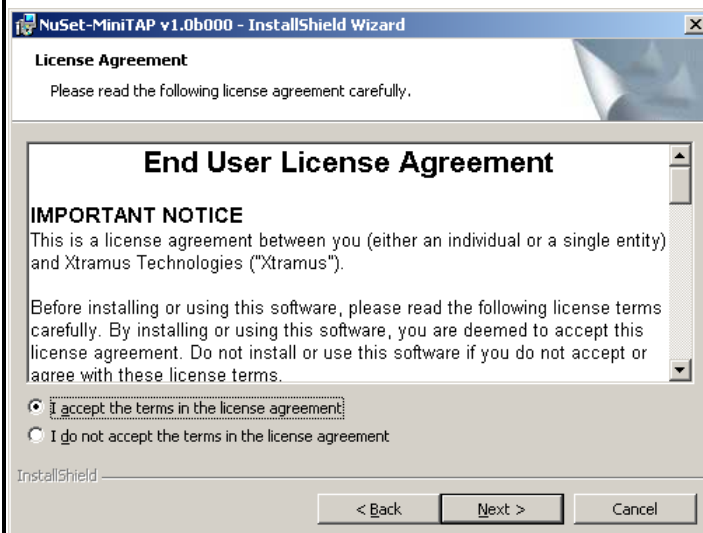 NuSet-MiniTAP v1.0b000 - InstallShield Wizard
License Agreement
Please read the following license agreement carefully.
End User License Agreement
IMPORTANT NOTICE
This is a license agreement between you (either an individual or a single entity)
and Xtramus Technologies ("Xtramus").
Before installing or using this software, please read the following license terms
carefully. By installing or using this software, you are deemed to accept this
license agreement. Do not install or use this software if you do not accept or
agree with these license terms.
I accept the terms in the license agreement
I do not accept the terms in the license agreement
InstallShield
< Back Next > Cancel